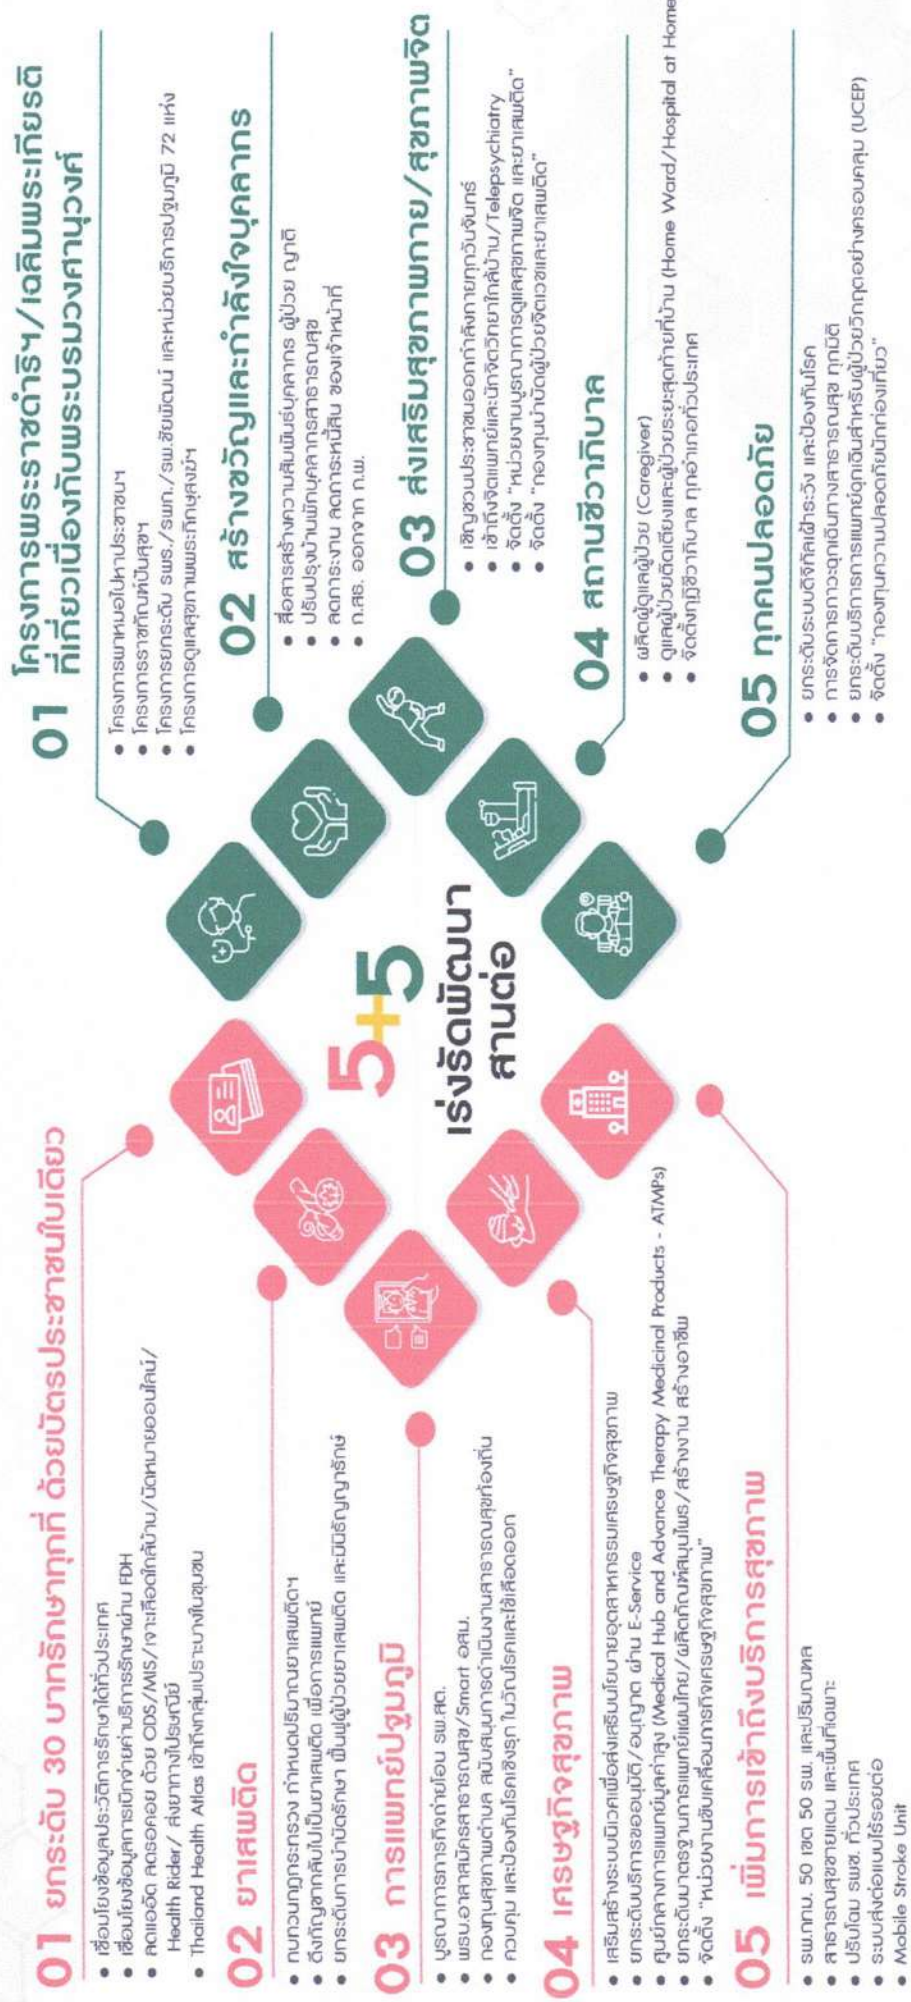 01 ยกระดับ 30 บาทรักษาทุกที่ ด้วยบัตรประชาชนใบเดียว
• เชื่อมโยงข้อมูลประวัติการรักษาได้ทั่วประเทศ
• เชื่อมโยงข้อมูลการเบิกจ่ายค่าบริการรักษาผ่าน FDH
• ลดแออัด ลดรอคอย ด้วย ODS/MIS/เจาะเลือดใกล้บ้าน/นัดหมายออนไลน์/
Health Rider/ ส่งยาทางไปรษณีย์
• Thailand Health Atlas เข้าถึงกลุ่มเปราะบางในชุมชน
02 ยาเสพติด
• ทบทวนกฎกระทรวง กำหนดปริมาณยาเสพติดฯ
• ดึงกัญชากลับไปเป็นยาเสพติด เพื่อการแพทย์
• ยกระดับการบำบัดรักษา ฟื้นฟูผู้ป่วยยาเสพติด และมินิธัญญารักษ์
03 การแพทย์ปฐมภูมิ
• บูรณาการภารกิจถ่ายโอน รพ.สต.
• พรบ.อาสาสมัครสาธารณสุข/Smart อสม.
• กองทุนสุขภาพตำบล สนับสนุนการดำเนินงานสาธารณสุขท้องถิ่น
• ควบคุม และป้องกันโรคเชิงรุก ในวัณโรคและไข้เลือดออก
04 เศรษฐกิจสุขภาพ
• เสริมสร้างระบบนิเวศเพื่อส่งเสริมนโยบายอุตสาหกรรมเศรษฐกิจสุขภาพ
• ยกระดับบริการขออนุมัติ/อนุญาต ผ่าน E-Service
• ศูนย์กลางการแพทย์มูลค่าสูง (Medical Hub and Advance Therapy Medicinal Products - ATMPs)
• ยกระดับมาตรฐานการแพทย์แผนไทย/ผลิตภัณฑ์สมุนไพร/สร้างงาน สร้างอาชีพ
• จัดตั้ง "หน่วยงานขับเคลื่อนภารกิจเศรษฐกิจสุขภาพ"
05 เพิ่มการเข้าถึงบริการสุขภาพ
• รพ.กทม. 50 เขต 50 รพ. และปริมณฑล
• สาธารณสุขชายแดน และพื้นที่เฉพาะ
• ปรับโฉม รพช. ทั่วประเทศ
• ระบบส่งต่อแบบไร้รอยต่อ
• Mobile Stroke Unit
5+5
เร่งรัดพัฒนา
สานต่อ
01 โครงการพระราชดำริฯ/เฉลิมพระเกียรติ
ที่เกี่ยวเนื่องกับพระบรมวงศานุวงศ์
• โครงการพาหมอไปหาประชาชนฯ
• โครงการราชทัณฑ์ปันสุขฯ
• โครงการยกระดับ รพร./รพท./รพ.ชัยพัฒน์ และหน่วยบริการปฐมภูมิ 72 แห่ง
• โครงการดูแลสุขภาพพระภิกษุสงฆ์ฯ
02 สร้างขวัญและกำลังใจบุคลากร
• สื่อสารสร้างความสัมพันธ์บุคลากร ผู้ป่วย ญาติ
• ปรับปรุงบ้านพักบุคลากรสาธารณสุข
• ลดภาระงาน ลดภาระหนี้สิน ของเจ้าหน้าที่
• ก.สธ. ออกจาก ก.พ.
03 ส่งเสริมสุขภาพกาย/สุขภาพจิต
• เชิญชวนประชาชนออกกำลังกายทุกวันจันทร์
• เข้าถึงจิตแพทย์และนักจิตวิทยาใกล้บ้าน/Telepsychiatry
• จัดตั้ง "หน่วยงานบูรณาการดูแลสุขภาพจิต และยาเสพติด"
• จัดตั้ง "กองทุนบำบัดผู้ป่วยจิตเวชและยาเสพติด"
04 สถานชีวาภิบาล
• ผลิตผู้ดูแลผู้ป่วย (Caregiver)
• ดูแลผู้ป่วยติดเตียงและผู้ป่วยระยะสุดท้ายที่บ้าน (Home Ward/Hospital at Home
• จัดตั้งกุฏิชีวาภิบาล ทุกอำเภอทั่วประเทศ
05 ทุกคนปลอดภัย
• ยกระดับระบบดิจิทัลเฝ้าระวัง และป้องกันโรค
• การจัดการภาวะฉุกเฉินทางสาธารณสุข ทุกมิติ
• ยกระดับบริการการแพทย์ฉุกเฉินสำหรับผู้ป่วยวิกฤตอย่างครอบคลุม (UCEP)
• จัดตั้ง "กองทุนความปลอดภัยนักท่องเที่ยว"